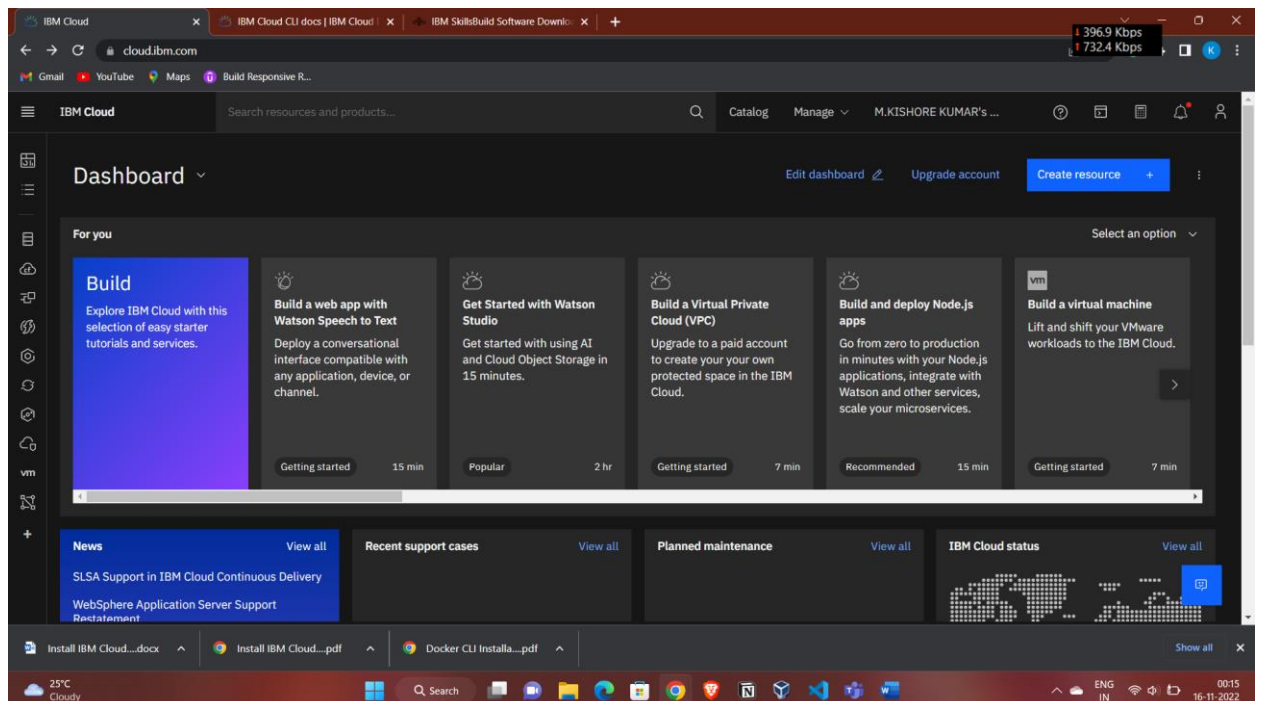 IBM Cloud
IBM Cloud CLI docs | IBM Cloud
IBM SkillsBuild Software Downlo
396.9 Kbps
732.4 Kbps
cloud.ibm.com
K
Gmail YouTube Maps Build Responsive R...
IBM Cloud
Search resources and products...
Catalog Manage M.KISHORE KUMAR's ...
Dashboard
Edit dashboard Upgrade account Create resource +
For you
Select an option
Build
Explore IBM Cloud with this
selection of easy starter
tutorials and services.
Build a web app with
Watson Speech to Text
Deploy a conversational
interface compatible with
any application, device, or
channel.
Getting started 15 min
Get Started with Watson
Studio
Get started with using AI
and Cloud Object Storage in
15 minutes.
Popular 2 hr
Build a Virtual Private
Cloud (VPC)
Upgrade to a paid account
to create your your own
protected space in the IBM
Cloud.
Getting started 7 min
Build and deploy Node.js
apps
Go from zero to production
in minutes with your Node.js
applications, integrate with
Watson and other services,
scale your microservices.
Recommended 15 min
vm
Build a virtual machine
Lift and shift your VMware
workloads to the IBM Cloud.
Getting started 7 min
vm
News View all
SLSA Support in IBM Cloud Continuous Delivery
WebSphere Application Server Support
Restatement
Recent support cases View all
Planned maintenance View all
IBM Cloud status View all
Install IBM Cloud....docx
Install IBM Cloud....pdf
Docker CLI Installa....pdf
Show all
25°C
Cloudy
Search
ENG
IN
00:15
16-11-2022